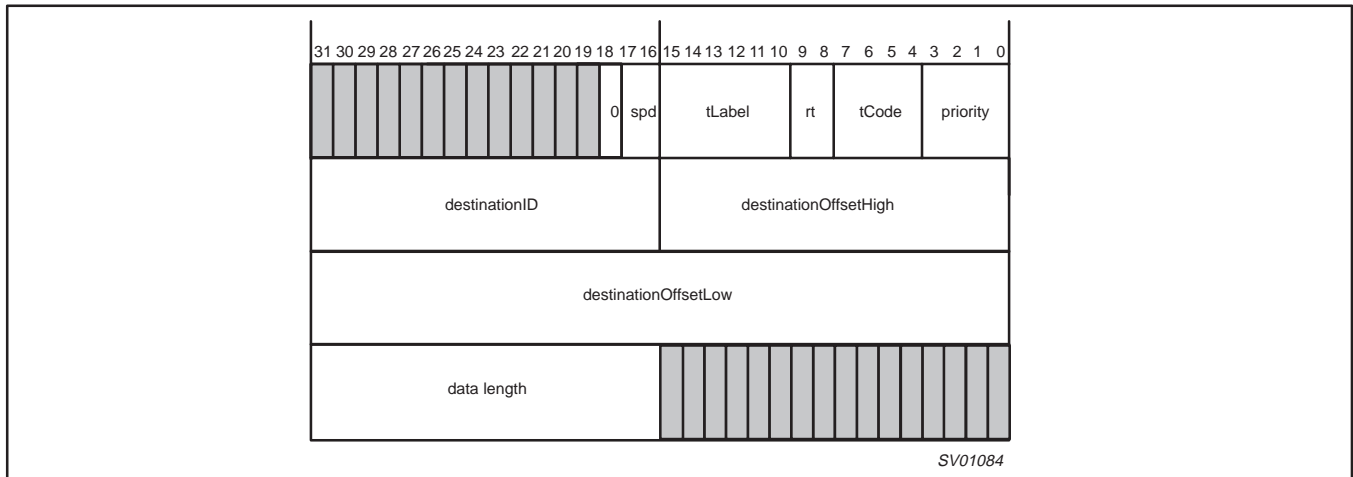 31 30 29 28 27 26 25 24 23 22 21 20 19 18 17 16 15 14 13 12 11 10 9 8 7 6 5 4 3 2 1 0
0 spd tLabel rt tCode priority
destinationID destinationOffsetHigh
destinationOffsetLow
data length
SV01084